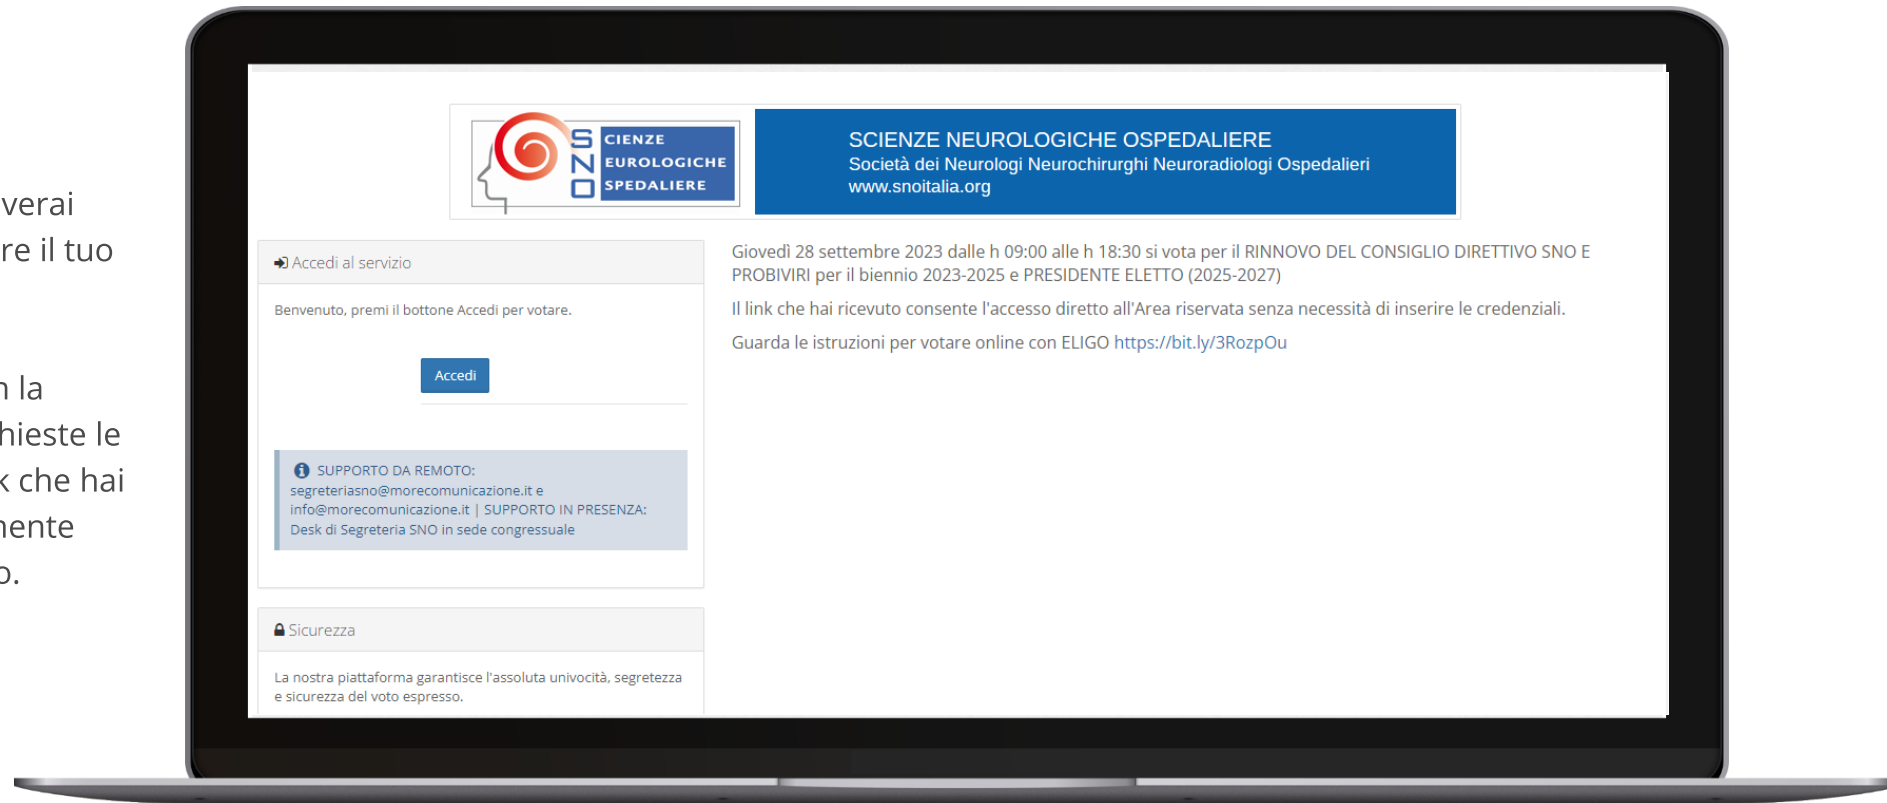 verai
re il tuo
n la
hieste le
k che hai
nente
o.
S CIENZE
N EUROLOGICHE
O SPEDALIERE
SCIENZE NEUROLOGICHE OSPEDALIERE
Società dei Neurologi Neurochirurghi Neuroradiologi Ospedalieri
www.snoitalia.org
Accedi al servizio
Benvenuto, premi il bottone Accedi per votare.
Accedi
SUPPORTO DA REMOTO:
segreteriasno@morecomunicazione.it e
info@morecomunicazione.it | SUPPORTO IN PRESENZA:
Desk di Segreteria SNO in sede congressuale
Sicurezza
La nostra piattaforma garantisce l'assoluta univocità, segretezza
e sicurezza del voto espresso.
Giovedì 28 settembre 2023 dalle h 09:00 alle h 18:30 si vota per il RINNOVO DEL CONSIGLIO DIRETTIVO SNO E
PROBIVIRI per il biennio 2023-2025 e PRESIDENTE ELETTO (2025-2027)
Il link che hai ricevuto consente l'accesso diretto all'Area riservata senza necessità di inserire le credenziali.
Guarda le istruzioni per votare online con ELIGO https://bit.ly/3RozpOu